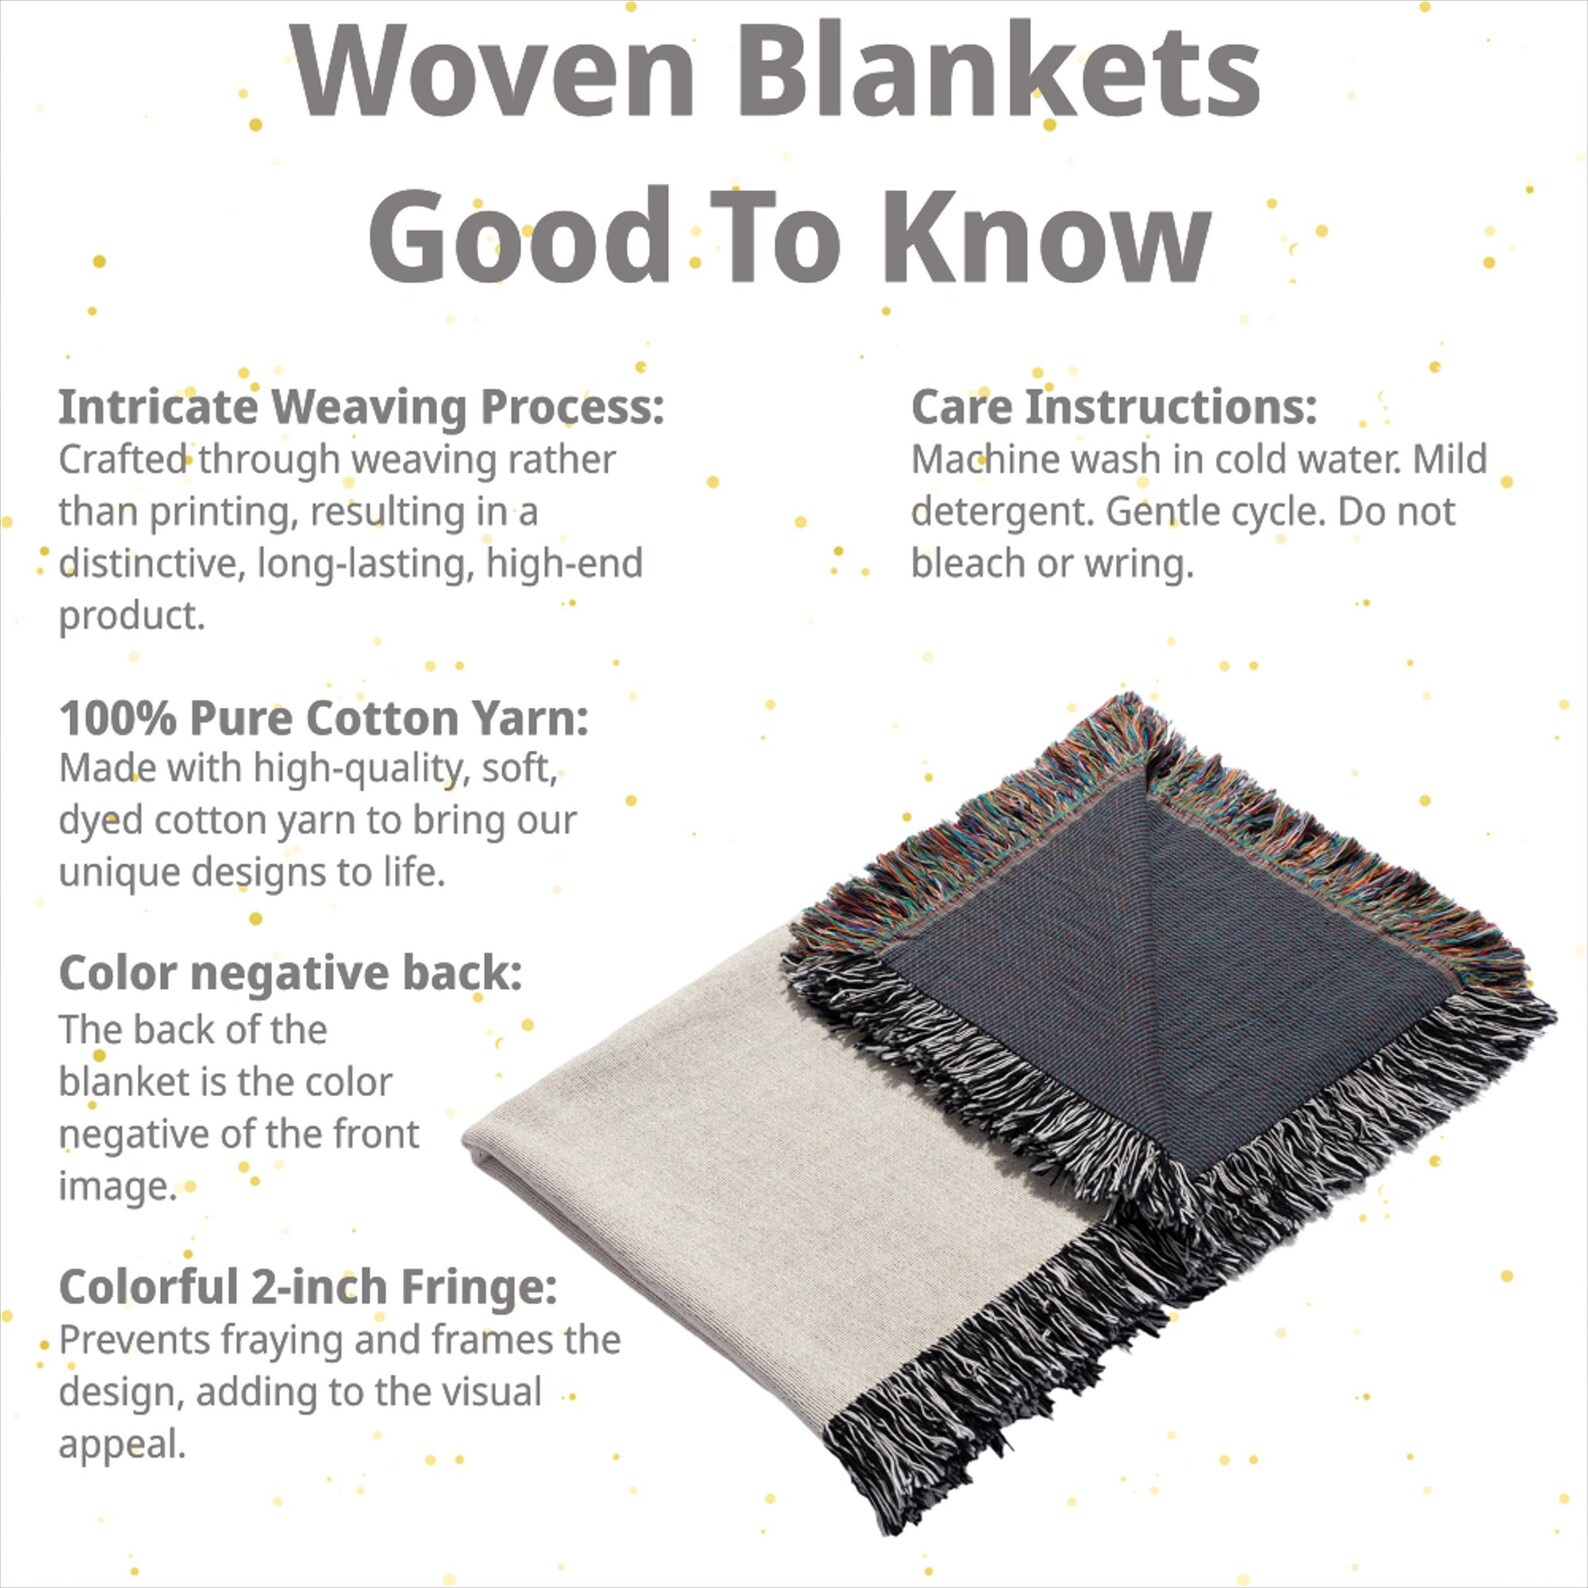 Woven Blankets
Good To Know
Intricate Weaving Process:
Crafted through weaving rather
than printing, resulting in a
distinctive, long-lasting, high-end
product.
100% Pure Cotton Yarn:
Made with high-quality, soft,
dyed cotton yarn to bring our
unique designs to life.
Color negative back:
The back of the
blanket is the color
negative of the front
image.
Colorful 2-inch Fringe:
Prevents fraying and frames the
design, adding to the visual
appeal.
Care Instructions:
Machine wash in cold water. Mild
detergent. Gentle cycle. Do not
bleach or wring.